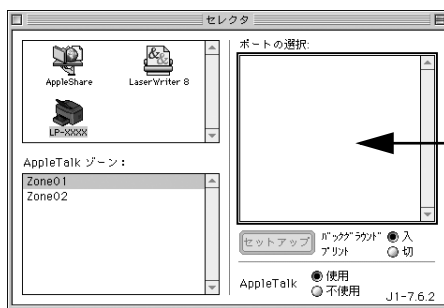 セレクタ
AppleShare
LaserWriter 8
LP-XXXX
AppleTalk ゾーン：
Zone01
Zone02
ポートの選択:
セットアップ
バックグラウンド
プリント
入
切
AppleTalk
使用
不使用
J1-7.6.2